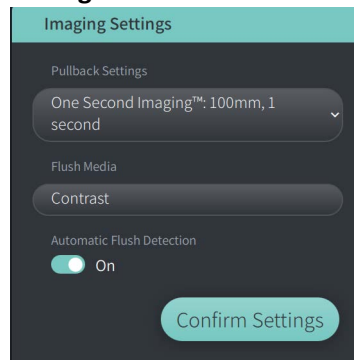 Imaging Settings
Pullback Settings
One Second Imaging™: 100mm, 1
second
Flush Media
Contrast
Automatic Flush Detection
On
Confirm Settings